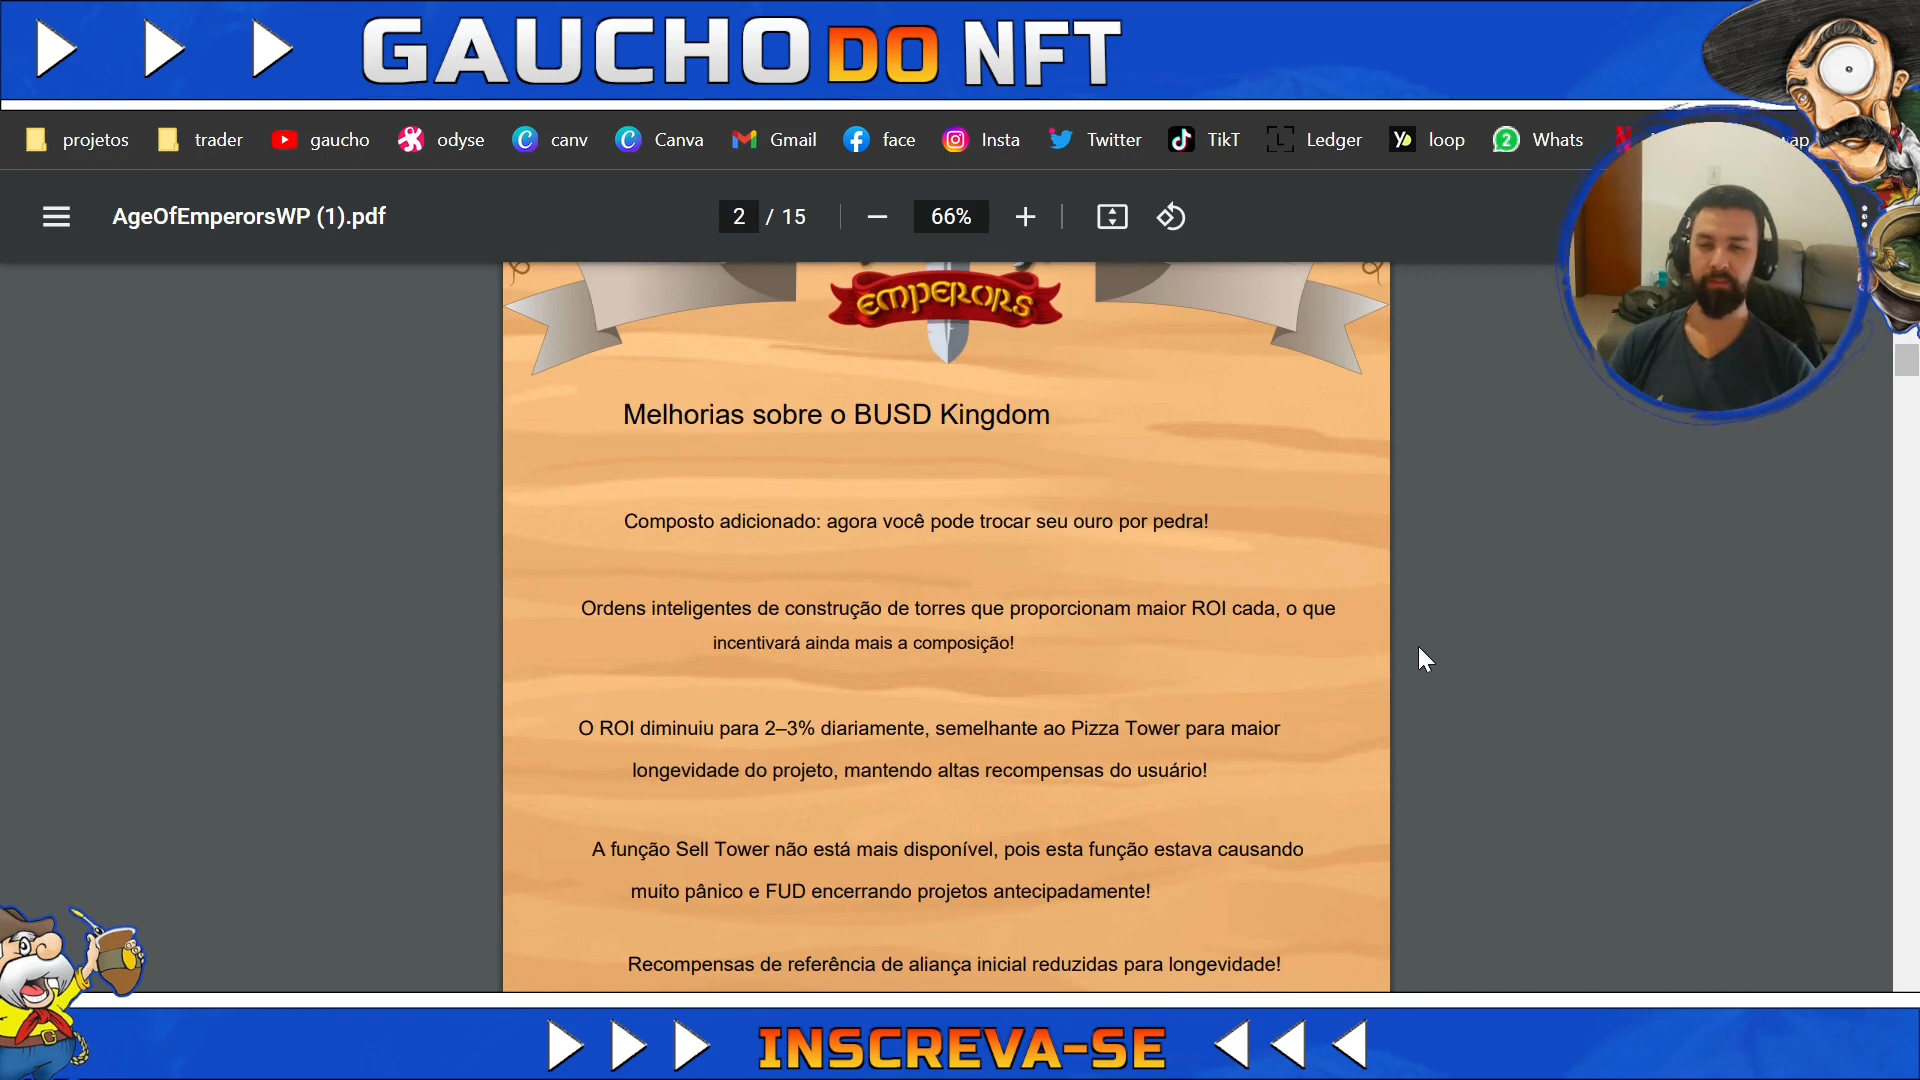 GAUCHO DO NFT
projetos trader gaucho odyse canv Canva Gmail face Insta Twitter TikT Ledger loop Whats
AgeOfEmperorsWP (1).pdf 2 / 15 66%
EMPERORS
Melhorias sobre o BUSD Kingdom
Composto adicionado: agora você pode trocar seu ouro por pedra!
Ordens inteligentes de construção de torres que proporcionam maior ROI cada, o que
incentivará ainda mais a composição!
O ROI diminuiu para 2–3% diariamente, semelhante ao Pizza Tower para maior
longevidade do projeto, mantendo altas recompensas do usuário!
A função Sell Tower não está mais disponível, pois esta função estava causando
muito pânico e FUD encerrando projetos antecipadamente!
Recompensas de referência de aliança inicial reduzidas para longevidade!
INSCREVA-SE